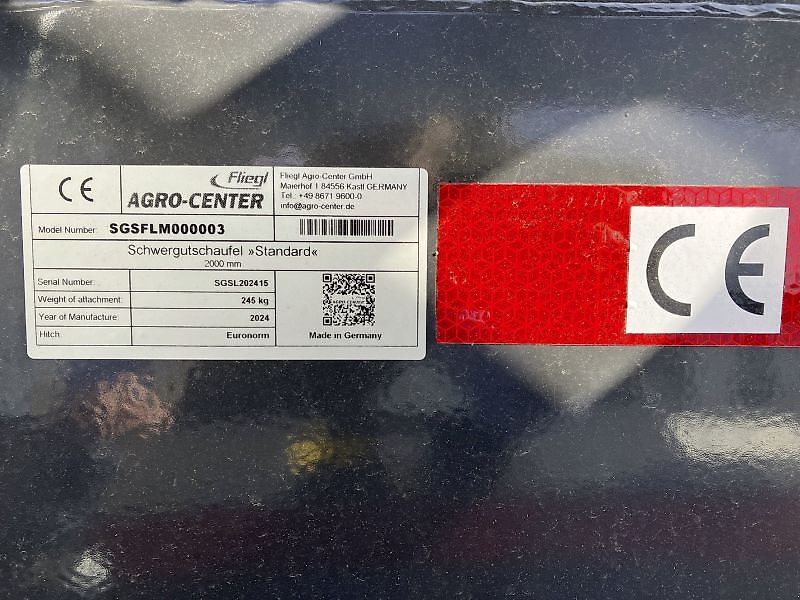 CE
Fliegl
AGRO-CENTER
Fliegl Agro-Center GmbH
Maierhof 1 84556 Kastl GERMANY
Tel.: +49 8671 9600-0
info@agro-center.de
Model Number: SGSFLM000003
Schwergutschaufel »Standard«
2000 mm
Serial Number: SGSL202415
Weight of attachment: 245 kg
Year of Manufacture: 2024
Hitch: Euronorm
AGRO-CENTER
Made in Germany
CE